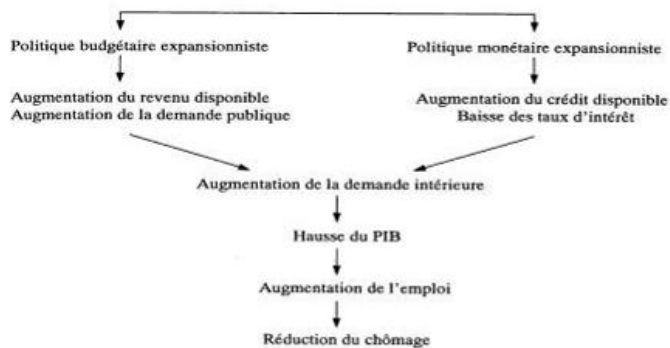 Politique budgétaire expansionniste
Politique monétaire expansionniste
Augmentation du revenu disponible
Augmentation de la demande publique
Augmentation du crédit disponible
Baisse des taux d'intérêt
Augmentation de la demande intérieure
Hausse du PIB
Augmentation de l'emploi
Réduction du chômage